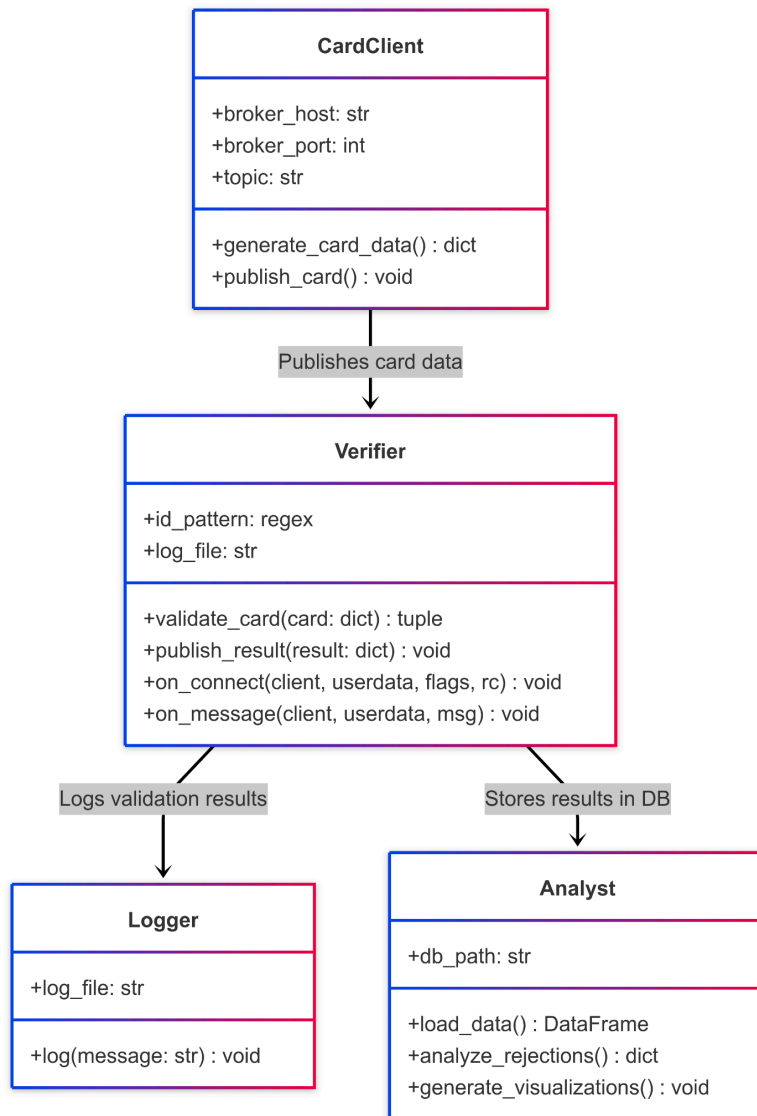 CardClient
+broker_host: str
+broker_port: int
+topic: str
+generate_card_data() : dict
+publish_card() : void
Publishes card data
Verifier
+id_pattern: regex
+log_file: str
+validate_card(card: dict) : tuple
+publish_result(result: dict) : void
+on_connect(client, userdata, flags, rc) : void
+on_message(client, userdata, msg) : void
Logs validation results
Stores results in DB
Logger
+log_file: str
+log(message: str) : void
Analyst
+db_path: str
+load_data() : DataFrame
+analyze_rejections() : dict
+generate_visualizations() : void